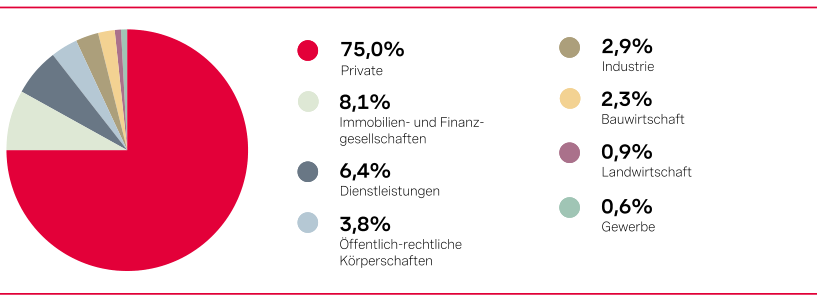 75,0%
Private
8,1%
Immobilien- und Finanz-
gesellschaften
6,4%
Dienstleistungen
3,8%
Öffentlich-rechtliche
Körperschaften
2,9%
Industrie
2,3%
Bauwirtschaft
0,9%
Landwirtschaft
0,6%
Gewerbe